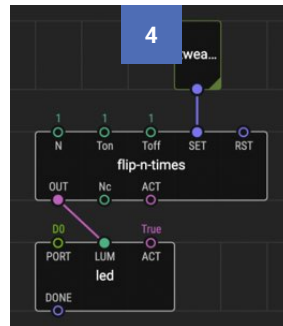 4
wea...
1 1 1
N Ton Toff SET RST
flip-n-times
OUT Nc ACT
D0 True
PORT LUM ACT
led
DONE